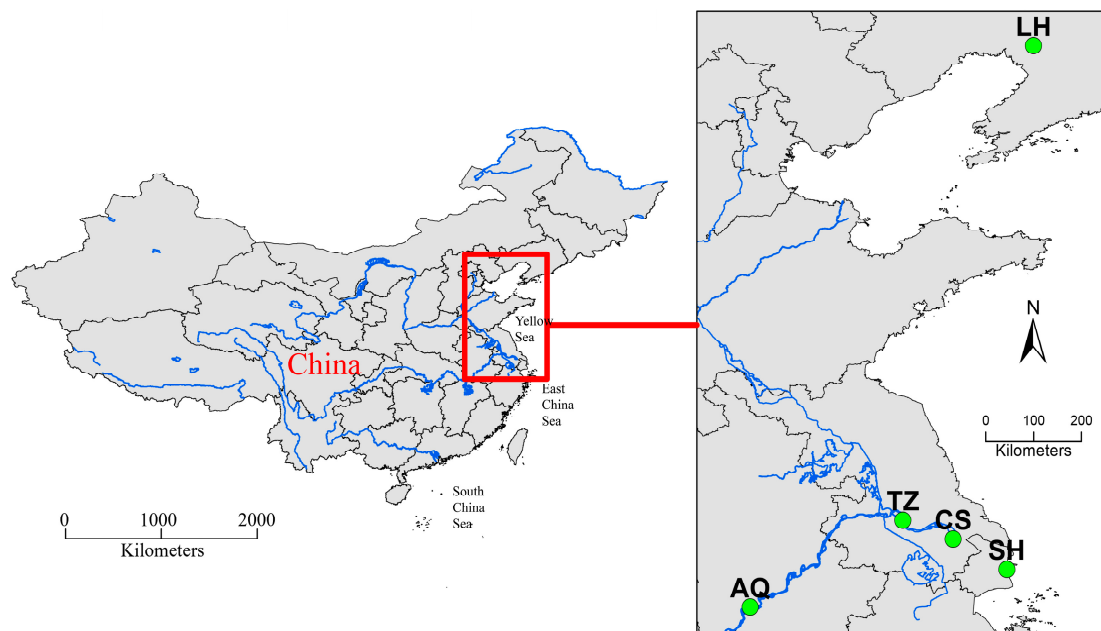 China
Yellow
Sea
East
China
Sea
South
China
Sea
0 1000 2000
Kilometers
LH
N
0 100 200
Kilometers
TZ
CS
SH
AQ